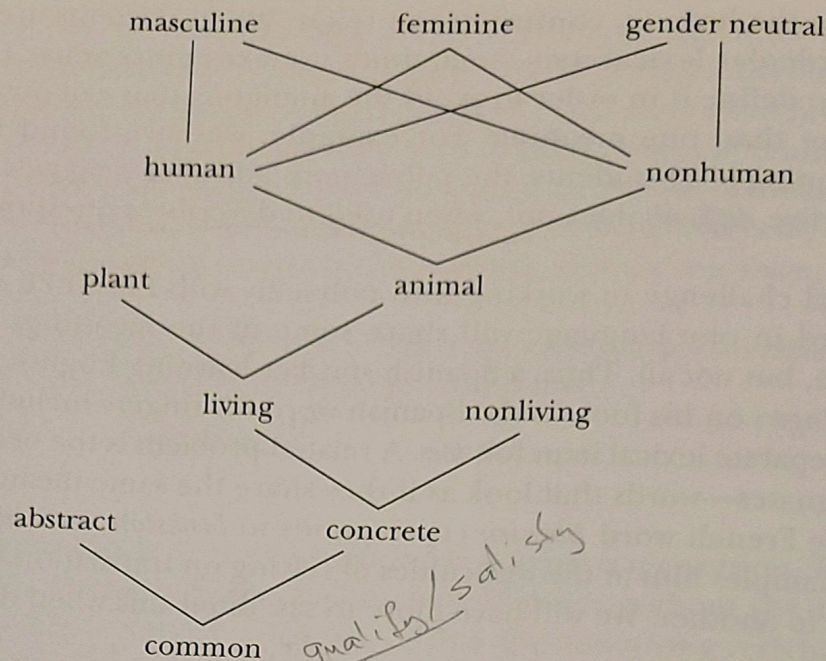 masculine feminine gender neutral
human nonhuman
plant animal
living nonliving
abstract concrete
common
qualify/satisfy